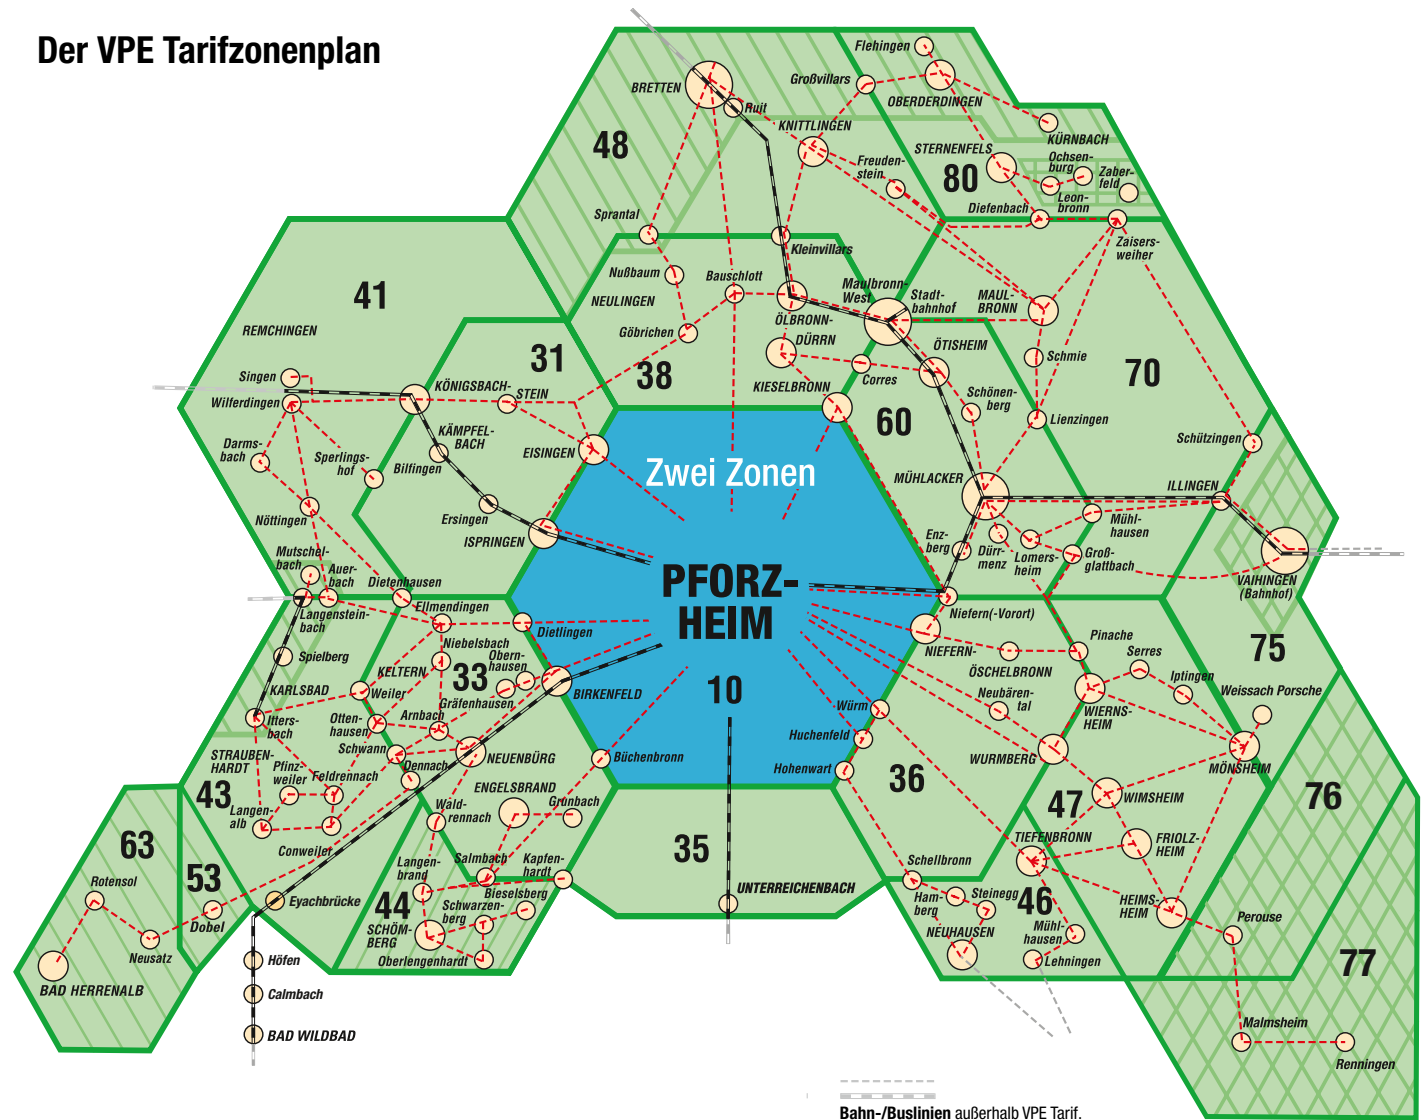 Der VPE Tarifzonenplan
Flehingen
Großvillars
BRETTEN
OBERDERDINGEN
Ruit
KNITTLINGEN
KÜRNBACH
48
STERNENFELS
Ochsen-
burg
Freuden-
stein
80
Zaber-
feld
Leon-
bronn
Sprantal
Diefenbach
Zaisers-
weiher
Kleinvillars
Nußbaum
Bauschlott
Maulbronn-
West
Stadt-
bahnhof
MAUL-
BRONN
41
NEULINGEN
ÖLBRONN-
DÜRRN
REMCHINGEN
Göbrichen
ÖTISHEIM
31
38
Schmie
70
Singen
KÖNIGSBACH-
STEIN
KIESELBRONN
Corres
Schönen-
berg
Wilferdingen
60
Lienzingen
KÄMPFEL-
BACH
Darms-
bach
Sperlings-
hof
Bilfingen
EISINGEN
Zwei Zonen
Schützingen
MÜHLACKER
ILLINGEN
Nöttingen
Ersingen
ISPRINGEN
Mühl-
hausen
Enz-
berg
Dürr-
menz
Lomers-
heim
Groß-
glattbach
Mutschel-
bach
Auer-
bach
Dietenhausen
PFORZ-
HEIM
VAIHINGEN
(Bahnhof)
Langenstein-
bach
Ellmendingen
Dietlingen
Niefern(-Vorort)
Niebelsbach
Obern-
hausen
NIEFERN-
ÖSCHELBRONN
Pinache
Serres
75
Spielberg
KELTERN
33
Iptingen
KARLSBAD
Weiler
Gräfenhausen
BIRKENFELD
10
Neubären-
tal
WIERNS-
HEIM
Weissach Porsche
Itters-
bach
Otten-
hausen
Arnbach
Würm
Schwann
Huchenfeld
STRAUBEN-
HARDT
NEUENBÜRG
Büchenbronn
Hohenwart
WURMBERG
MÖNSHEIM
Pfinz-
weiler
Feldrennach
Dennach
36
43
ENGELSBRAND
47
WIMSHEIM
76
Langen-
alb
Wald-
rennach
Grunbach
63
Conweiler
35
TIEFENBRONN
FRIOLZ-
HEIM
Salmbach
Kapfen-
hardt
Schellbronn
53
Langen-
brand
Rotensol
Bieselsberg
UNTERREICHENBACH
Steinegg
HEIMS-
HEIM
Eyachbrücke
44
Schwarzen-
berg
Ham-
berg
46
Perouse
Dobel
SCHÖM-
BERG
NEUHAUSEN
Mühl-
hausen
Neusatz
Oberlengenhardt
Lehningen
77
Höfen
BAD HERRENALB
Calmbach
Malmsheim
BAD WILDBAD
Renningen
Bahn-/Buslinien außerhalb VPE Tarif.